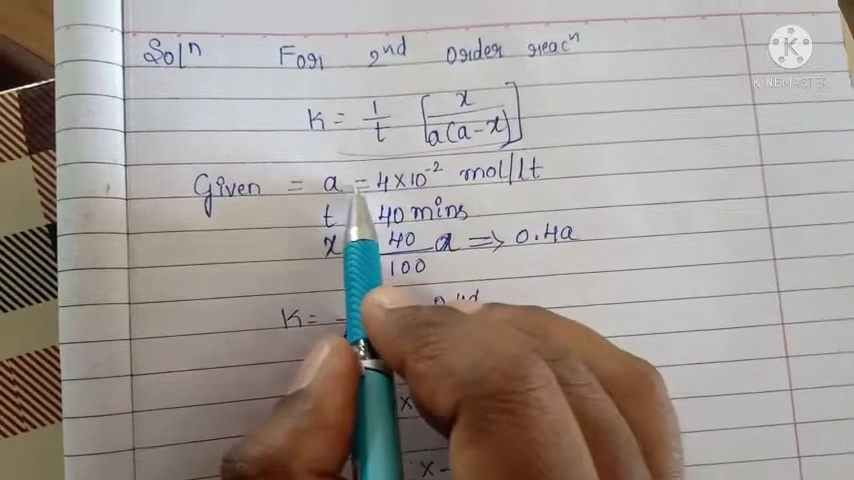 Solⁿ For 2nd order reacⁿ
K = 1/t [x/a(a-x)]
Given = a = 4×10⁻² mol/lt
t 40 mins
x 40/100 a ⇒ 0.4a
K =
KINEMASTER